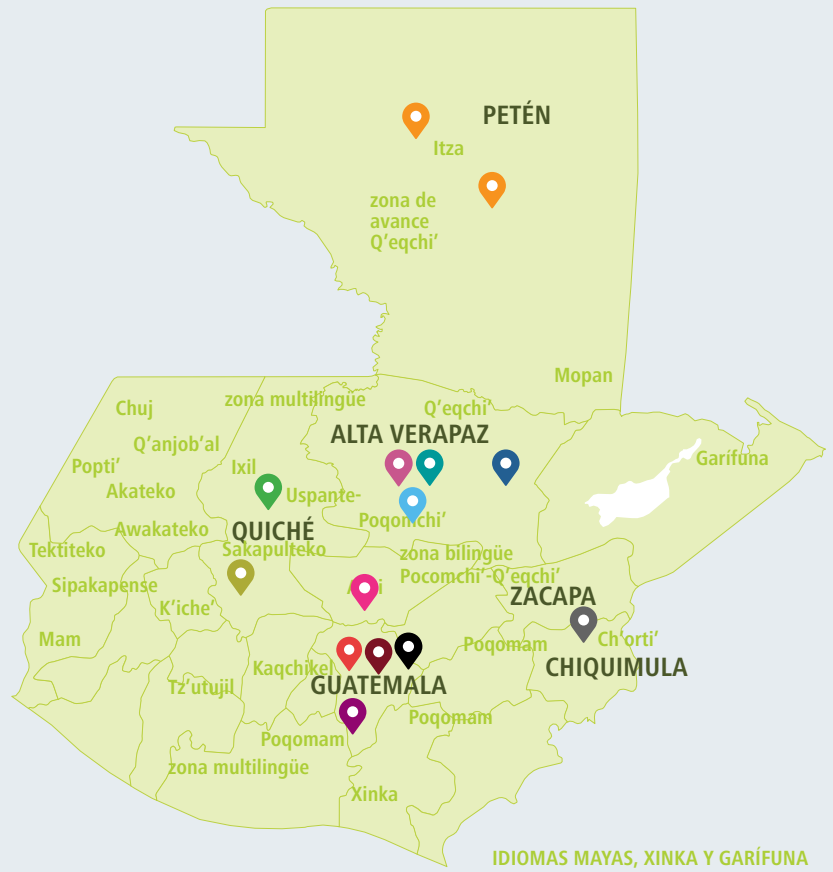 PETÉN
Itza
zona de
avance
Q'eqchi'
Mopan
Chuj
zona multilingüe
Q'eqchi'
Q'anjob'al
ALTA VERAPAZ
Popti'
Ixil
Garífuna
Akateko
Uspante-
Awakateko
QUICHÉ
Poqomchi'
Tektiteko
Sakapulteko
zona bilingüe
Pocomchi'-Q'eqchi'
Sipakapense
K'iche'
ZACAPA
Mam
Poqomam
Ch'orti'
Kaqchikel
CHIQUIMULA
Tz'utujil
GUATEMALA
Poqomam
Poqomam
zona multilingüe
Xinka
IDIOMAS MAYAS, XINKA Y GARÍFUNA